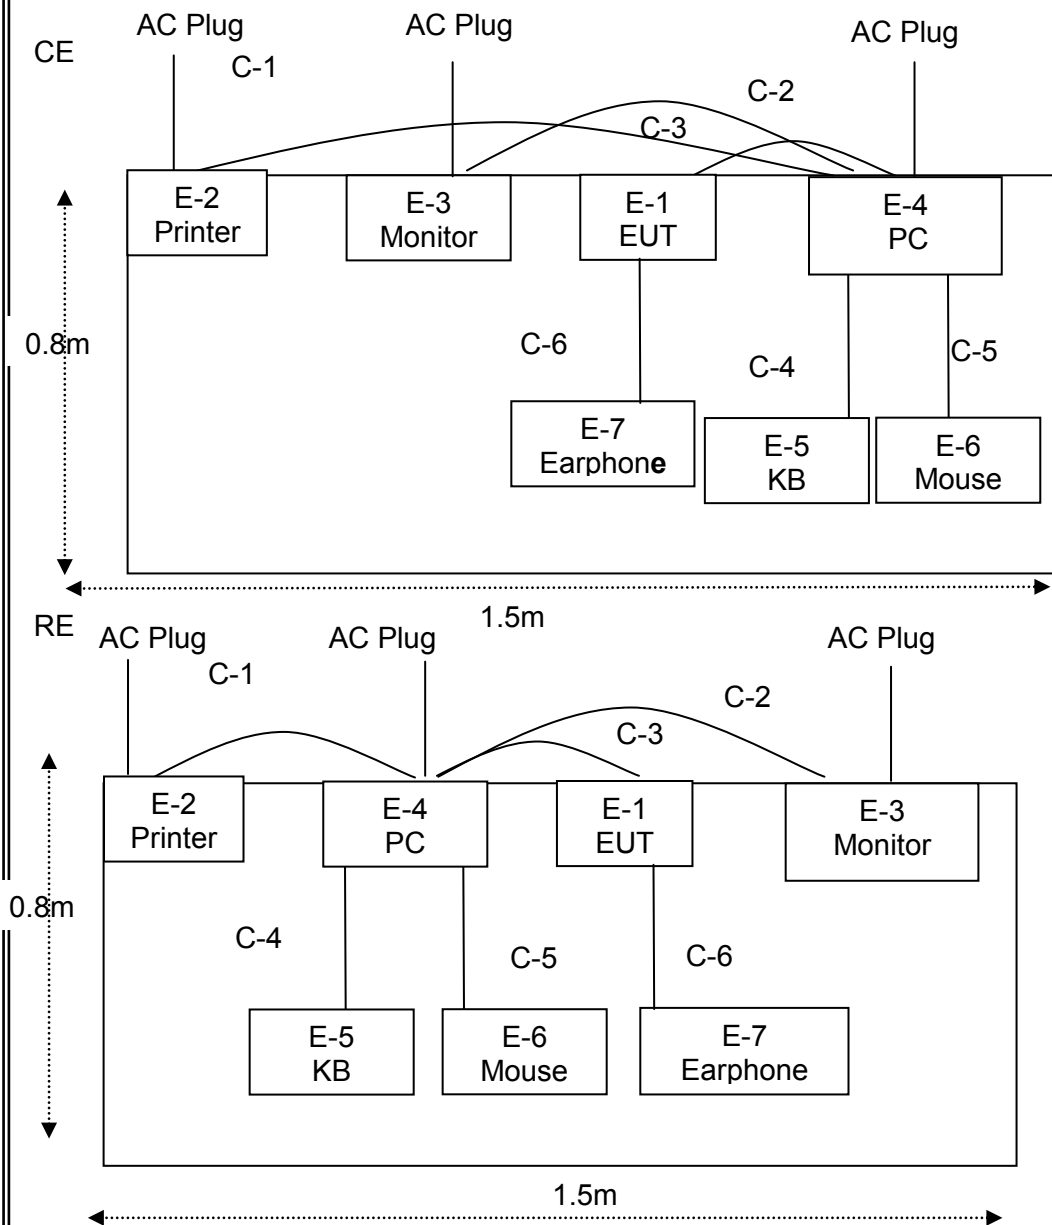 AC Plug
AC Plug
AC Plug
CE
C-1
C-2
C-3
E-2
Printer
E-3
Monitor
E-1
EUT
E-4
PC
0.8m
C-6
C-4
C-5
E-7
Earphone
E-5
KB
E-6
Mouse
1.5m
RE
AC Plug
AC Plug
AC Plug
C-1
C-2
C-3
E-2
Printer
E-4
PC
E-1
EUT
E-3
Monitor
0.8m
C-4
C-5
C-6
E-5
KB
E-6
Mouse
E-7
Earphone
1.5m